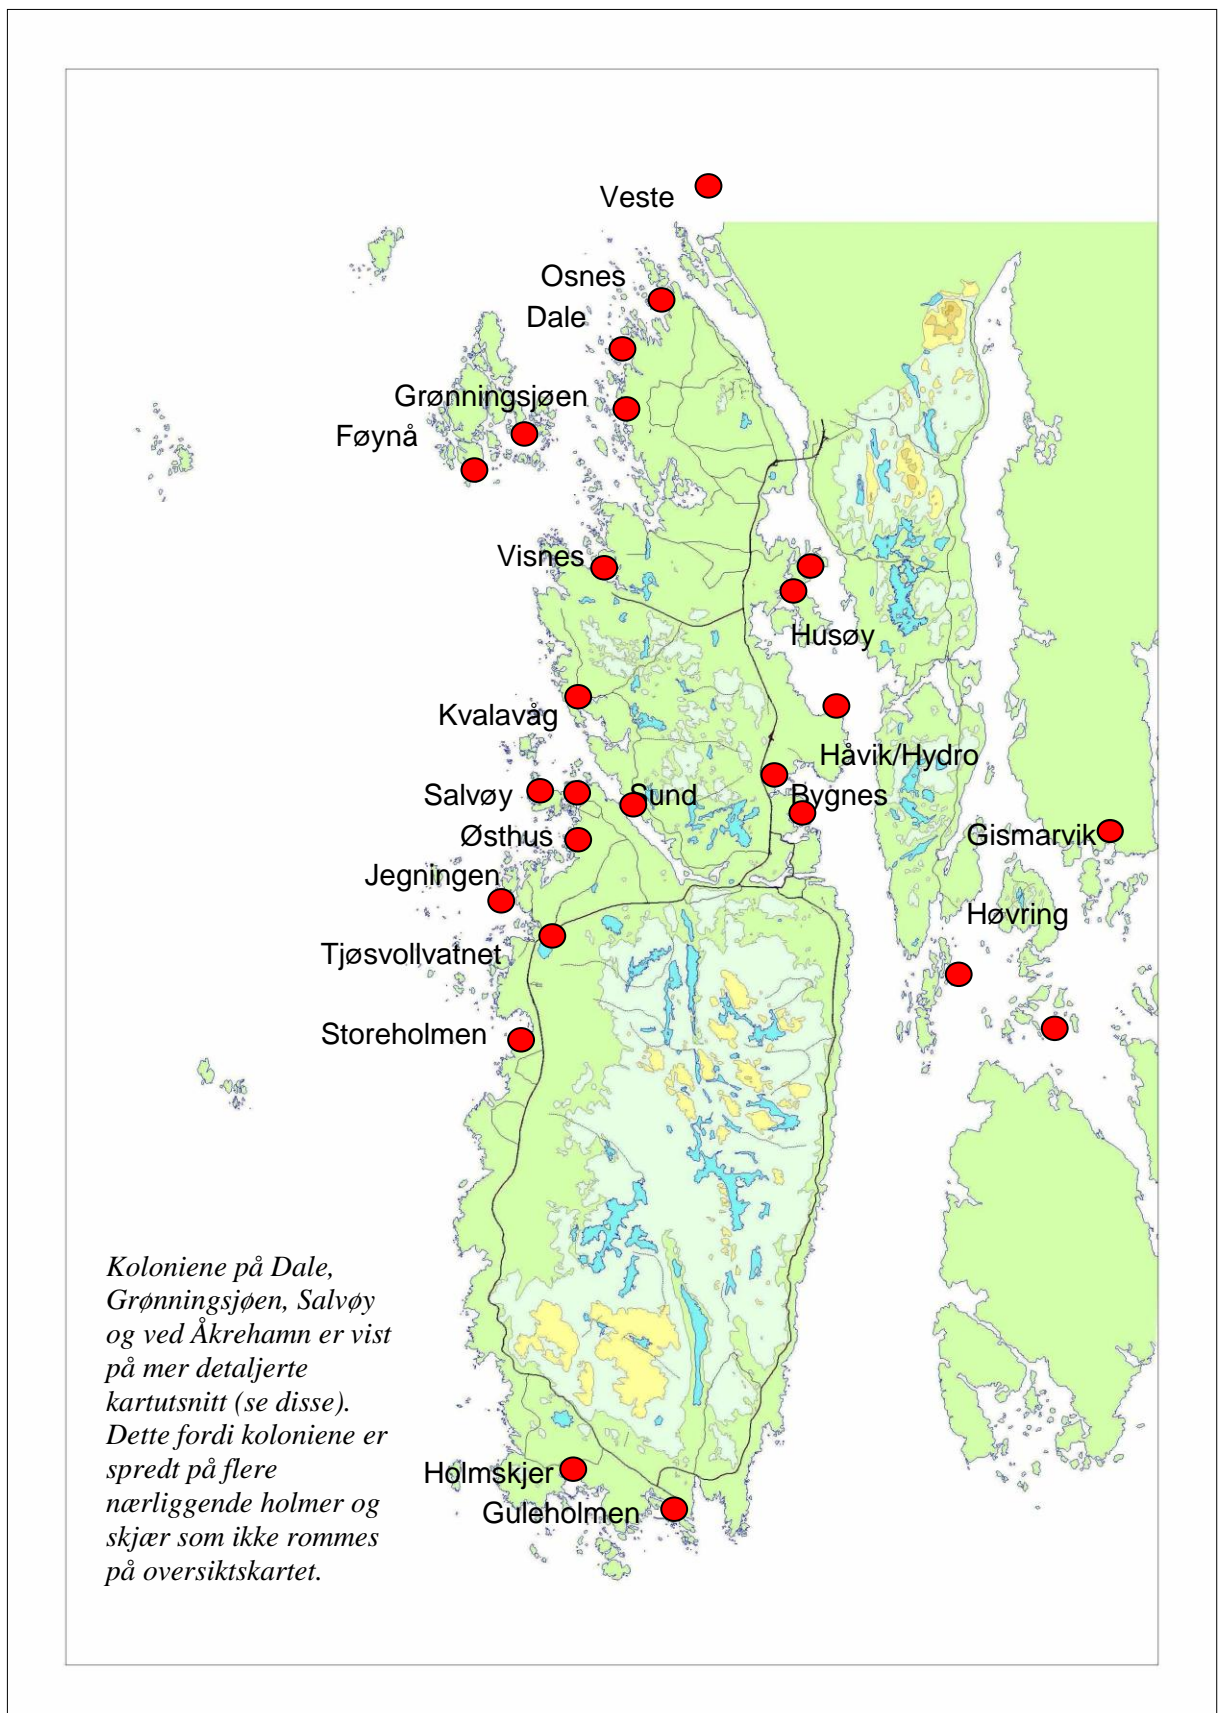 Veste
Osnes
Dale
Grønningsjøen
Føynå
Visnes
Husøy
Kvalavåg
Håvik/Hydro
Salvøy
Sund
Bygnes
Østhus
Gismarvik
Jegningen
Høvring
Tjøsvollvatnet
Storeholmen
Koloniene på Dale,
Grønningsjøen, Salvøy
og ved Åkrehamn er vist
på mer detaljerte
kartutsnitt (se disse).
Dette fordi koloniene er
spredt på flere
nærliggende holmer og
skjær som ikke rommes
på oversiktskartet.
Holmskjer
Guleholmen